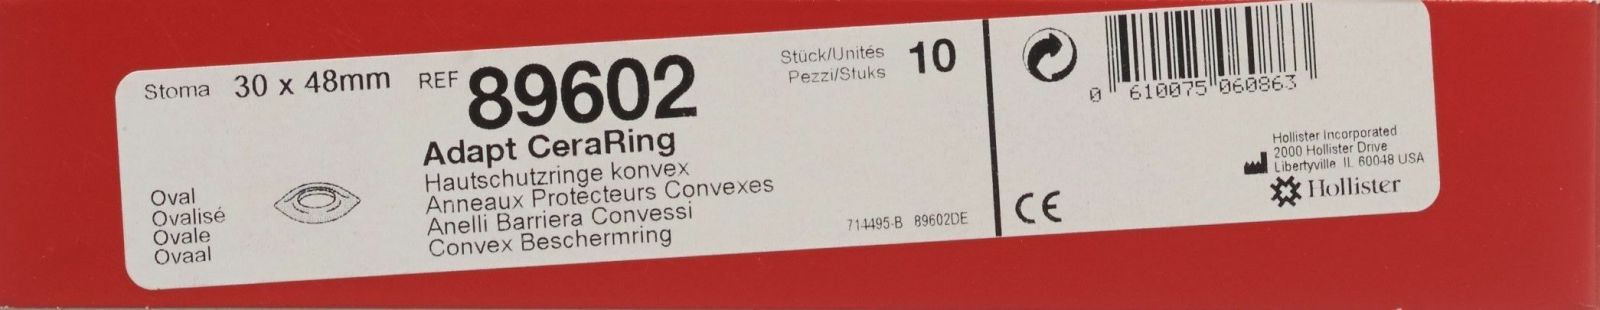 Stoma 30 x 48mm
REF 89602
Stück/Unités
Pezzi/Stuks
10
Adapt CeraRing
Hautschutzringe konvex
Anneaux Protecteurs Convexes
Anelli Barriera Convessi
Convex Beschermring
Oval
Ovalisé
Ovale
Ovaal
714495-B 89602DE
0 610075 060863
Hollister Incorporated
2000 Hollister Drive
Libertyville IL 60048 USA
Hollister
CE